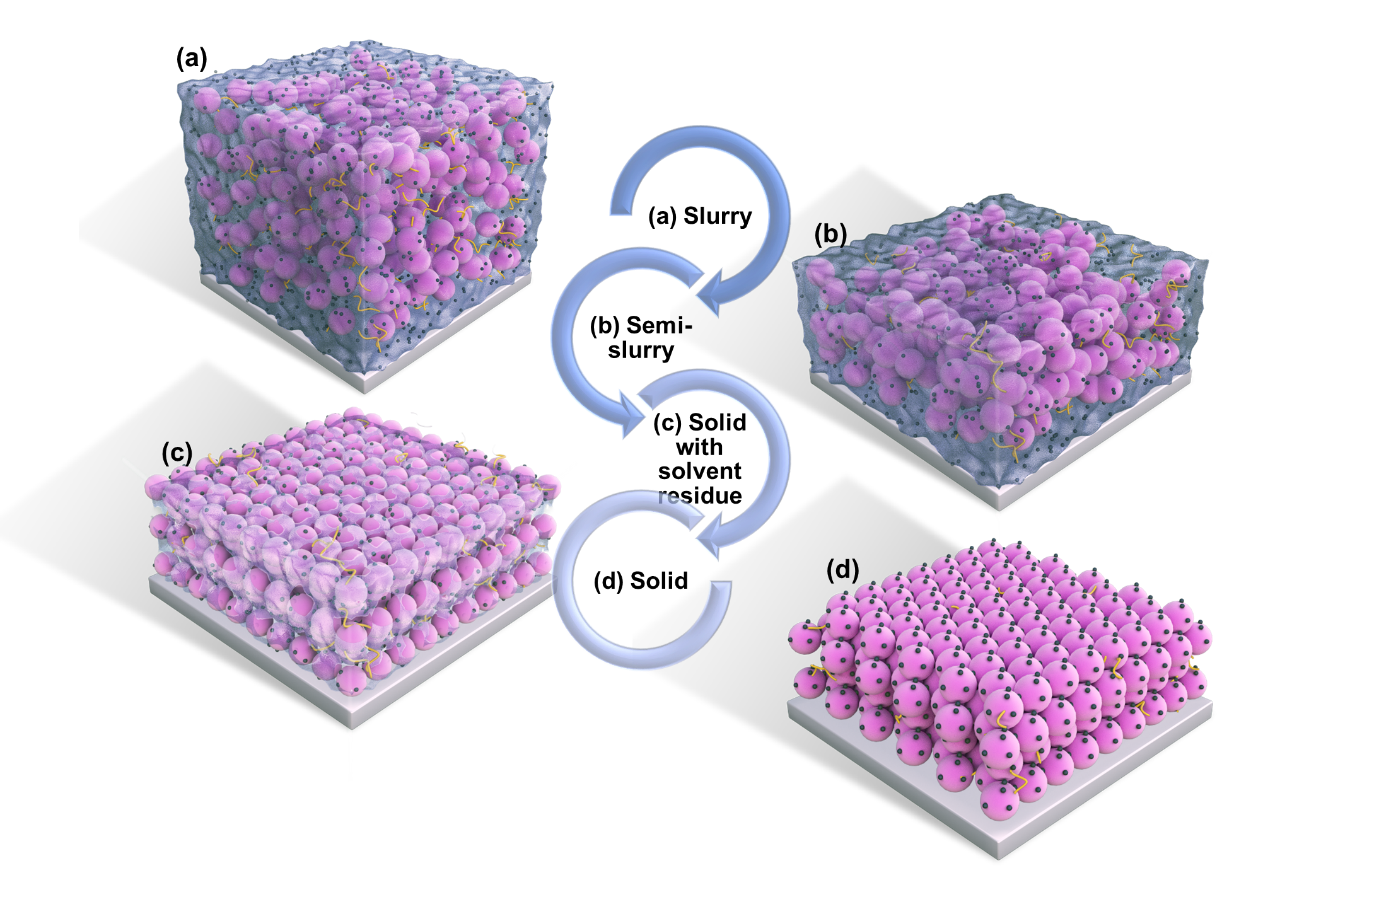 (a)
(a) Slurry
(b)
(b) Semi-
slurry
(c) Solid
with
solvent
residue
(c)
(d)
(d) Solid